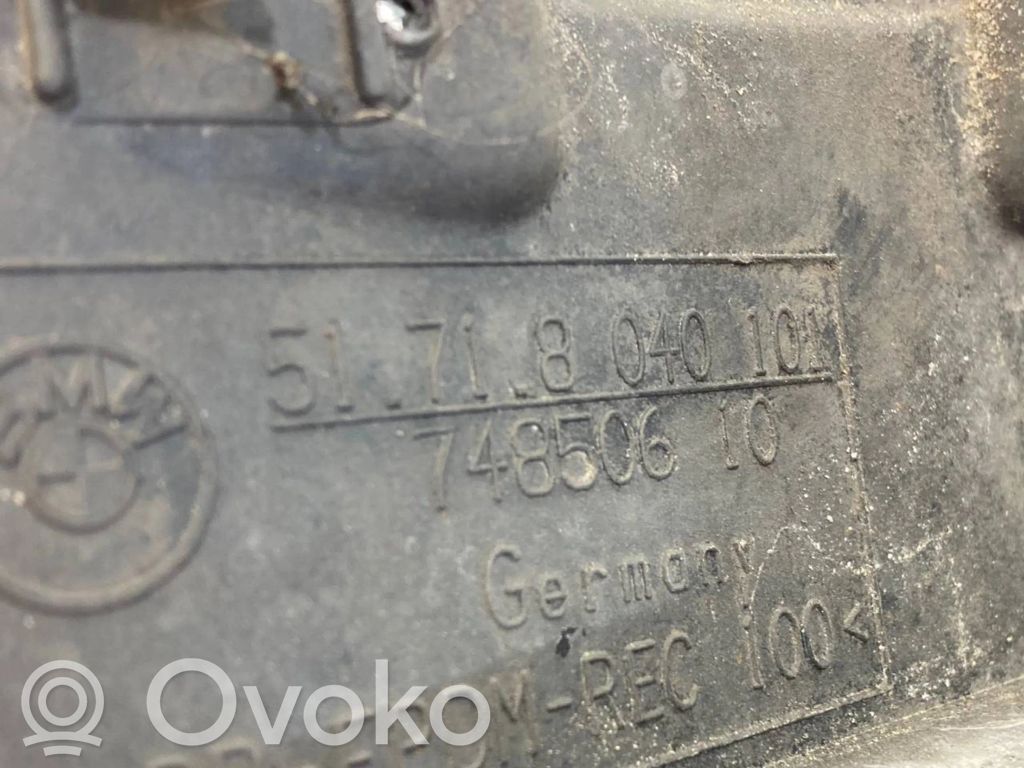 51.71.8 040 101
BMW
748506 10
Germany
-REC 100<
Ovoko